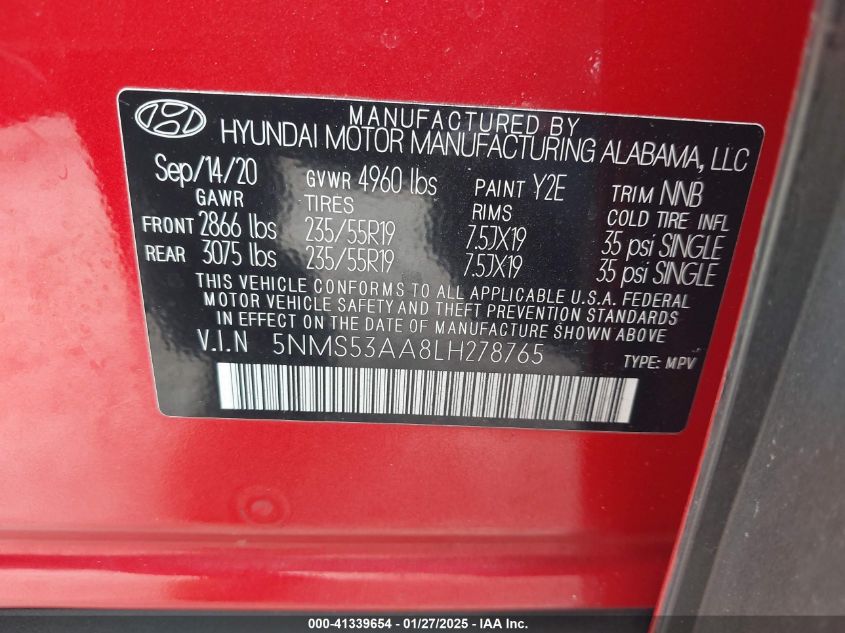 MANUFACTURED BY
HYUNDAI MOTOR MANUFACTURING ALABAMA, LLC
Sep/14/20 GVWR 4960 lbs PAINT Y2E TRIM NNB
GAWR TIRES RIMS COLD TIRE INFL
FRONT 2866 lbs 235/55R19 7.5JX19 35 psi SINGLE
REAR 3075 lbs 235/55R19 7.5JX19 35 psi SINGLE
THIS VEHICLE CONFORMS TO ALL APPLICABLE U.S.A. FEDERAL
MOTOR VEHICLE SAFETY AND THEFT PREVENTION STANDARDS
IN EFFECT ON THE DATE OF MANUFACTURE SHOWN ABOVE
V.I.N 5NMS53AA8LH278765 TYPE: MPV
000-41339654 - 01/27/2025 - IAA Inc.